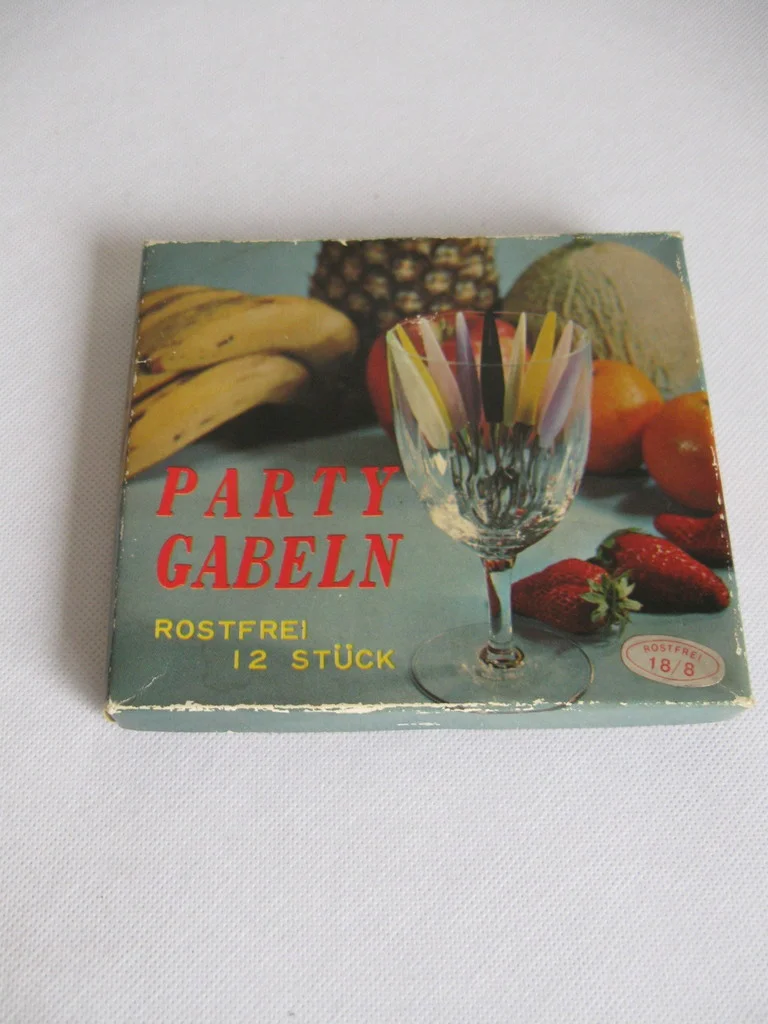 PARTY
GABELN
ROSTFREI
12 STÜCK
ROSTFREI
18/8